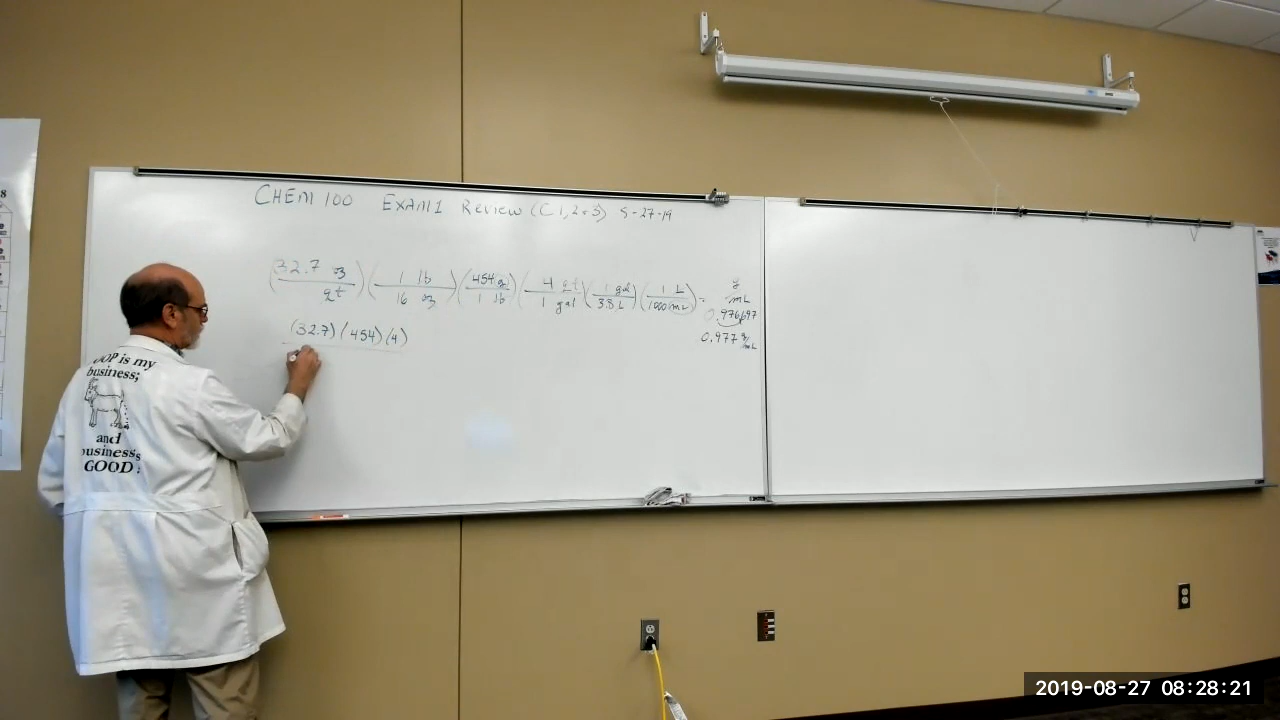 CHEM 100 EXAM 1 Review (C 1, 2 & 3) 8-27-19
(32.7 oz / qt)(1 lb / 16 oz)(454 g / 1 lb)(4 qt / 1 gal)(1 gal / 3.8 L)(1 L / 1000 mL) = g / mL
0.976697
(32.7)(454)(4)
0.977 g/mL
OOP is my
business;
and
business is
GOOD!
8
2019-08-27 08:28:21